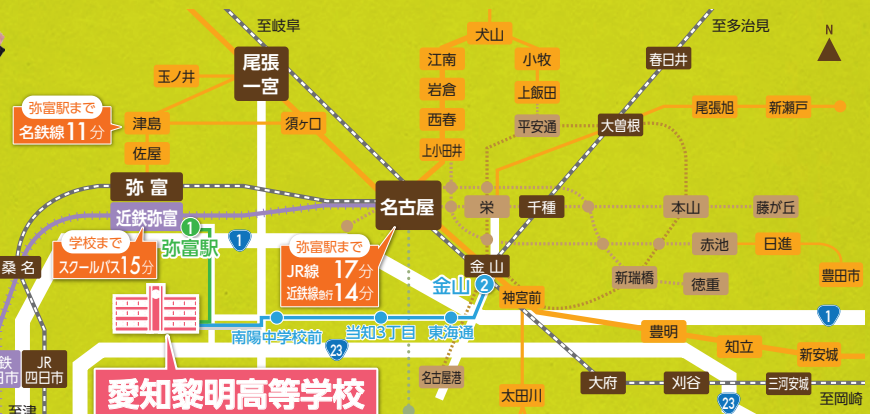 至岐阜
至多治見
N
犬山
尾張
一宮
江南
小牧
春日井
玉ノ井
岩倉
上飯田
尾張旭
新瀬戸
弥富駅まで
名鉄線11分
津島
須ヶ口
西春
平安通
大曽根
佐屋
上小田井
弥富
名古屋
栄
千種
本山
藤が丘
近鉄弥富
1
弥富駅
1
学校まで
スクールバス15分
弥富駅まで
JR線 17分
近鉄線急行14分
赤池
日進
桑名
金山
金山
2
神宮前
新瑞橋
徳重
豊田市
南陽中学校前
当知3丁目
東海通
1
23
豊明
知立
新安城
鉄
日市
JR
四日市
名古屋港
愛知黎明高等学校
太田川
大府
刈谷
三河安城
23
至岡崎
至津